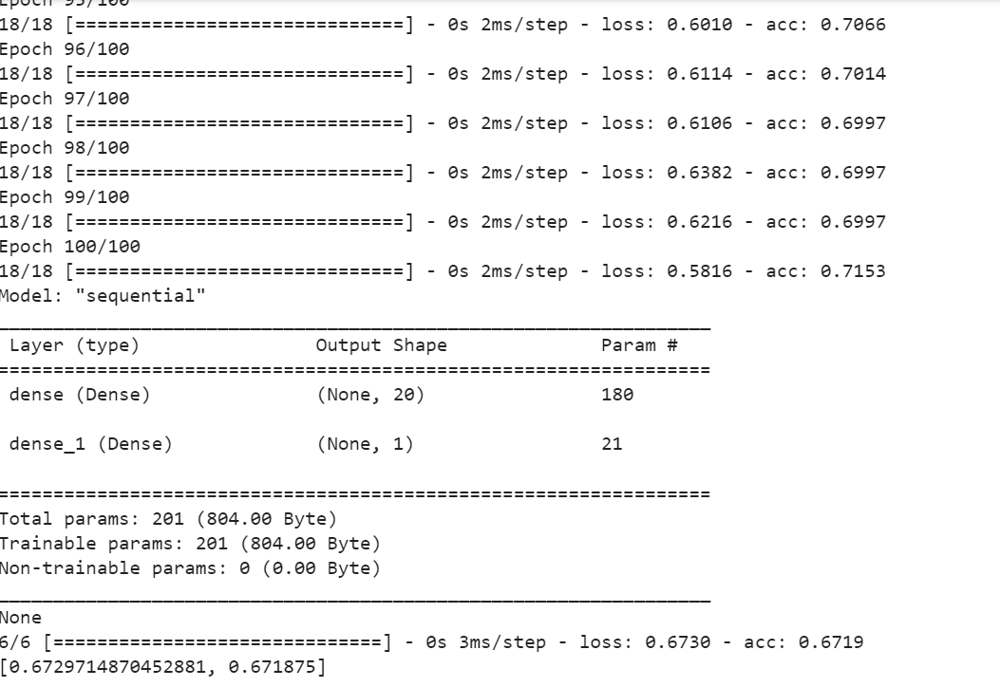 Epoch 95/100
18/18 [==============================] - 0s 2ms/step - loss: 0.6010 - acc: 0.7066
Epoch 96/100
18/18 [==============================] - 0s 2ms/step - loss: 0.6114 - acc: 0.7014
Epoch 97/100
18/18 [==============================] - 0s 2ms/step - loss: 0.6106 - acc: 0.6997
Epoch 98/100
18/18 [==============================] - 0s 2ms/step - loss: 0.6382 - acc: 0.6997
Epoch 99/100
18/18 [==============================] - 0s 2ms/step - loss: 0.6216 - acc: 0.6997
Epoch 100/100
18/18 [==============================] - 0s 2ms/step - loss: 0.5816 - acc: 0.7153
Model: "sequential"
_________________________________________________________________
Layer (type) Output Shape Param #
=================================================================
dense (Dense) (None, 20) 180
dense_1 (Dense) (None, 1) 21
=================================================================
Total params: 201 (804.00 Byte)
Trainable params: 201 (804.00 Byte)
Non-trainable params: 0 (0.00 Byte)
_________________________________________________________________
None
6/6 [==============================] - 0s 3ms/step - loss: 0.6730 - acc: 0.6719
[0.6729714870452881, 0.671875]